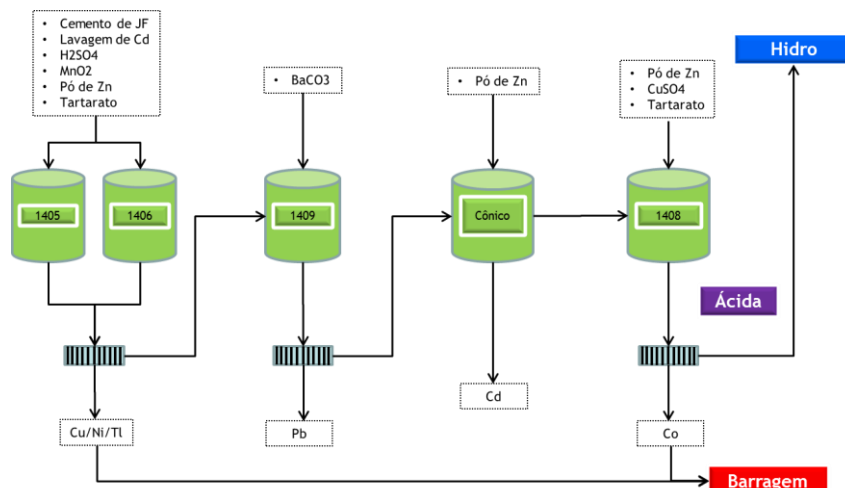 • Cemento de JF
• Lavagem de Cd
• H2SO4
• MnO2
• Pó de Zn
• Tartarato
• BaCO3
• Pó de Zn
• Pó de Zn
• CuSO4
• Tartarato
Hidro
1405
1406
1409
Cônico
1408
Ácida
Cu/Ni/Tl
Pb
Cd
Co
Barragem